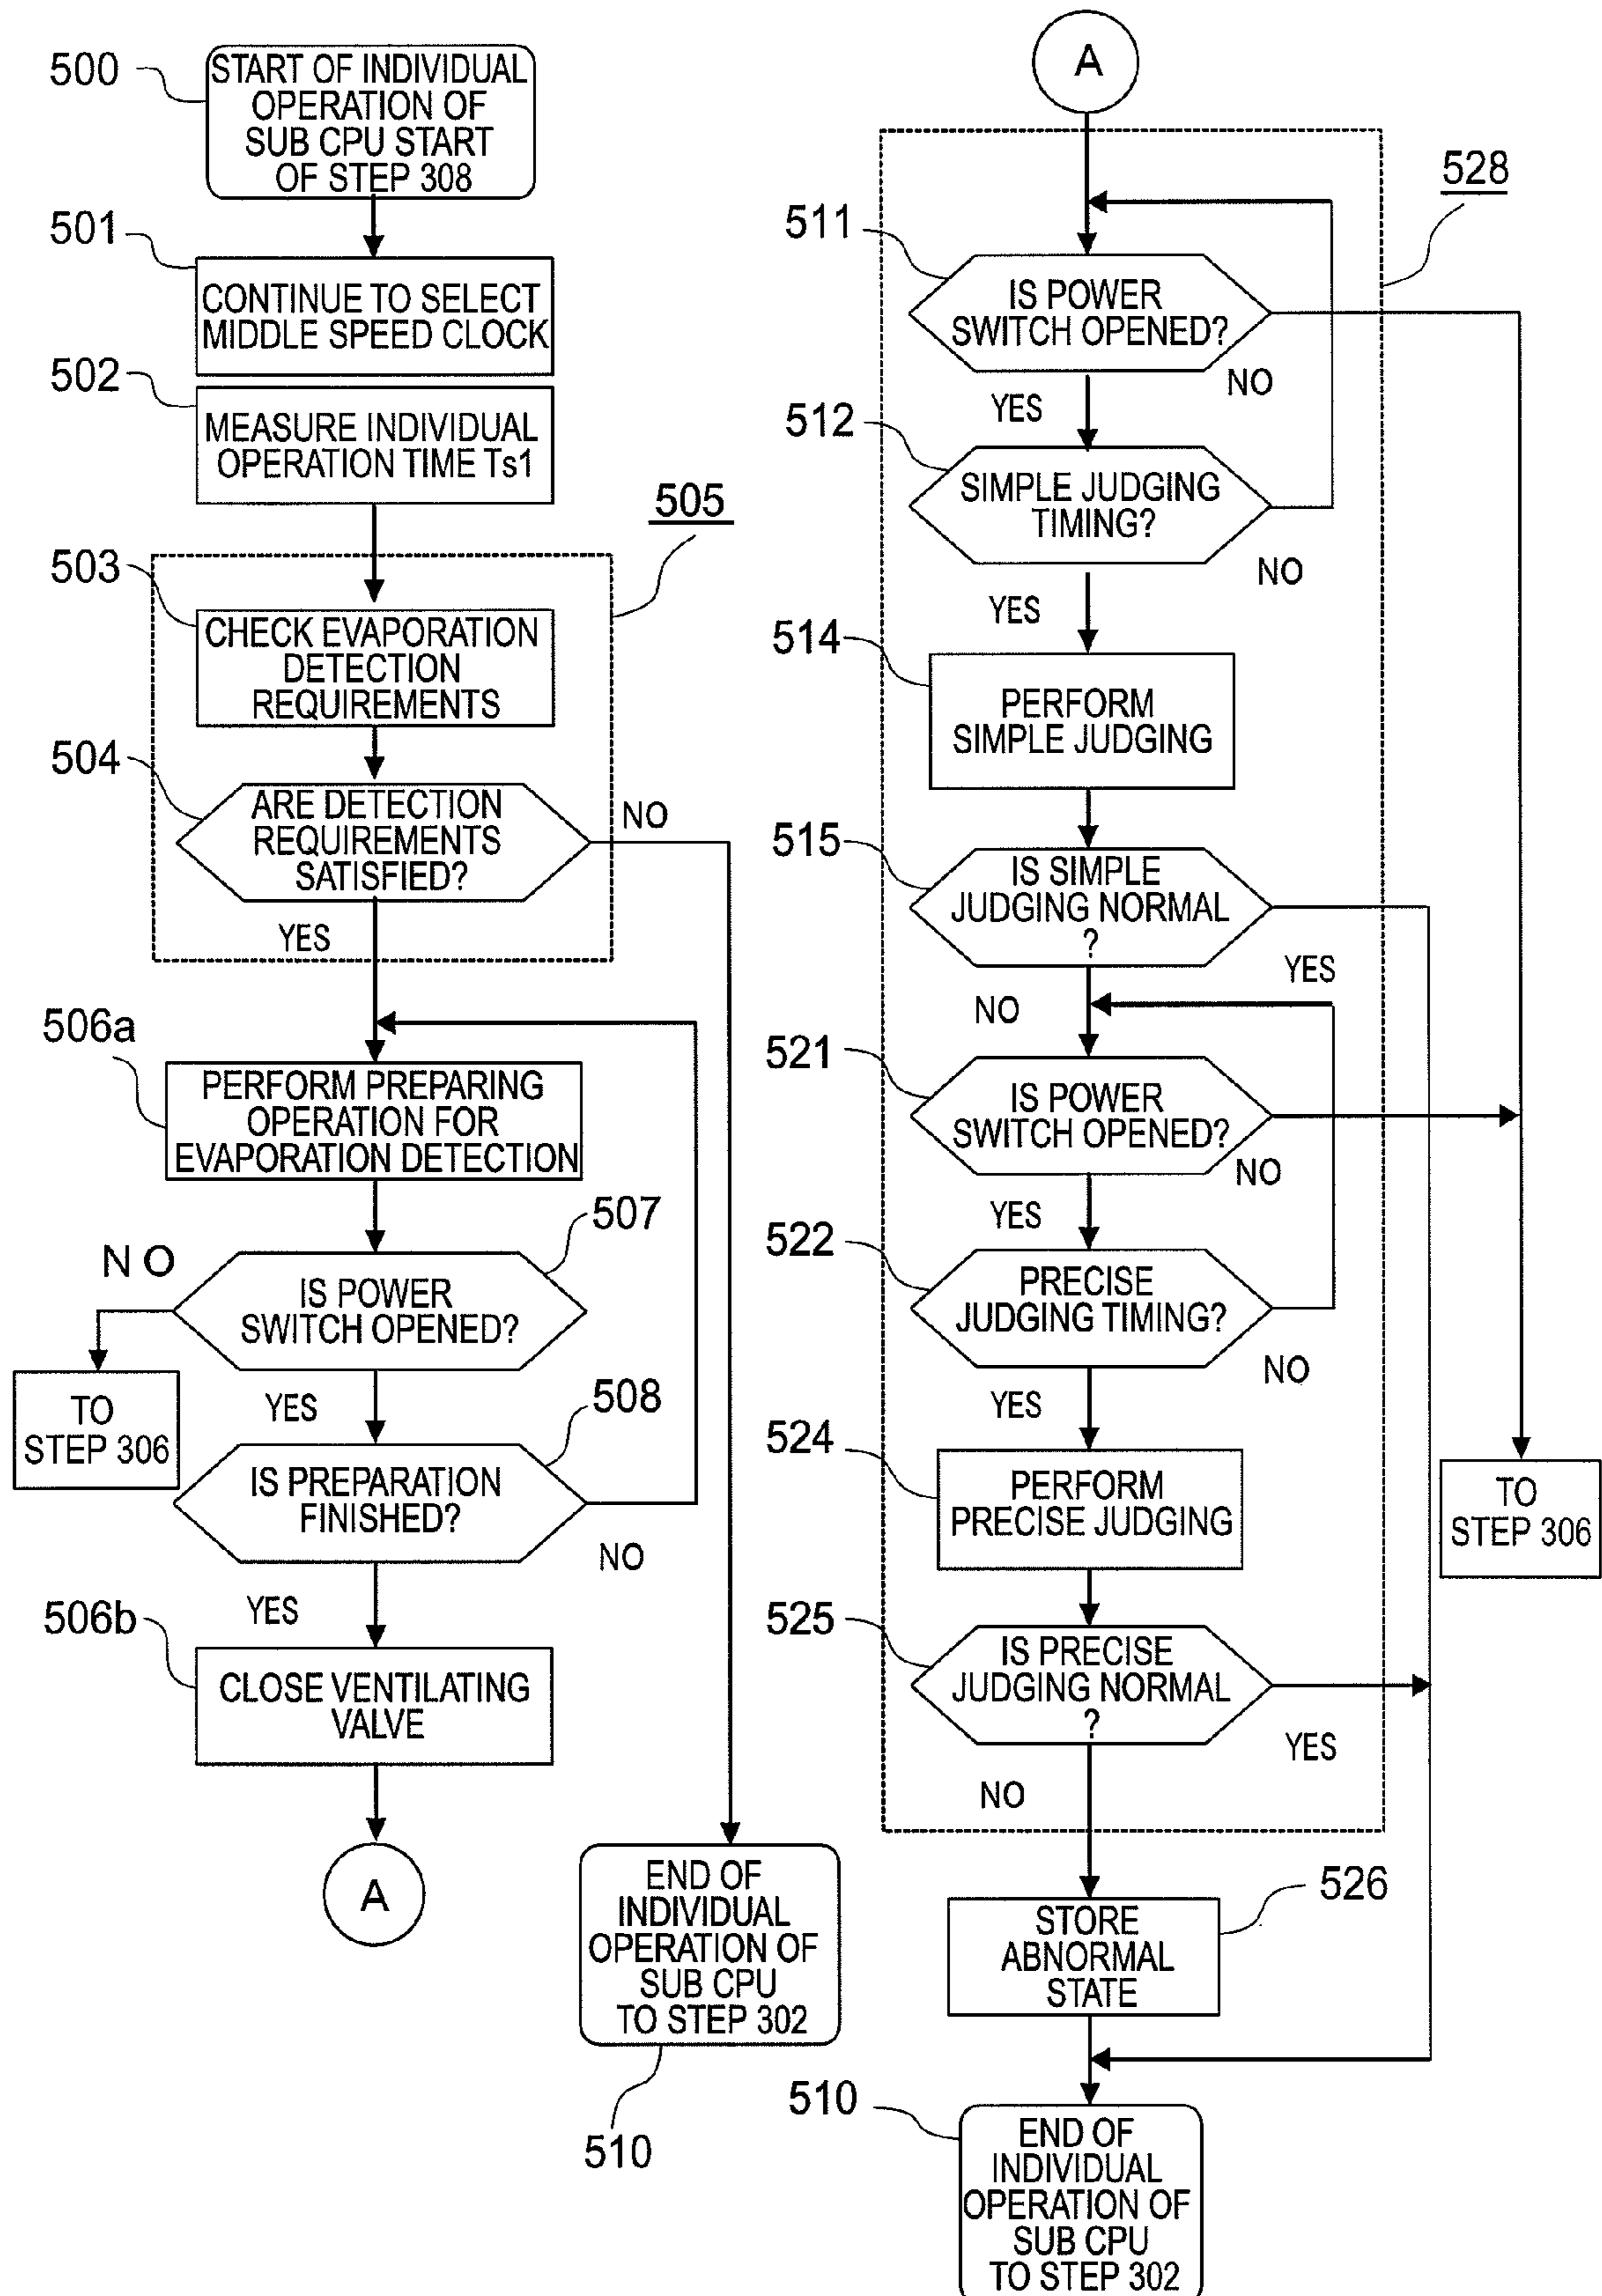 500
START OF INDIVIDUAL
OPERATION OF
SUB CPU START
OF STEP 308
501
CONTINUE TO SELECT
MIDDLE SPEED CLOCK
502
MEASURE INDIVIDUAL
OPERATION TIME Ts1
505
503
CHECK EVAPORATION
DETECTION
REQUIREMENTS
504
ARE DETECTION
REQUIREMENTS
SATISFIED?
NO
YES
506a
PERFORM PREPARING
OPERATION FOR
EVAPORATION DETECTION
507
NO
IS POWER
SWITCH OPENED?
TO
STEP 306
YES
508
IS PREPARATION
FINISHED?
NO
YES
506b
CLOSE VENTILATING
VALVE
A
END OF
INDIVIDUAL
OPERATION OF
SUB CPU
TO STEP 302
510
A
528
511
IS POWER
SWITCH OPENED?
NO
YES
512
SIMPLE JUDGING
TIMING?
NO
YES
514
PERFORM
SIMPLE JUDGING
515
IS SIMPLE
JUDGING NORMAL
?
YES
NO
521
IS POWER
SWITCH OPENED?
NO
YES
522
PRECISE
JUDGING TIMING?
NO
YES
524
PERFORM
PRECISE JUDGING
TO
STEP 306
525
IS PRECISE
JUDGING NORMAL
?
YES
NO
526
STORE
ABNORMAL
STATE
510
END OF
INDIVIDUAL
OPERATION OF
SUB CPU
TO STEP 302